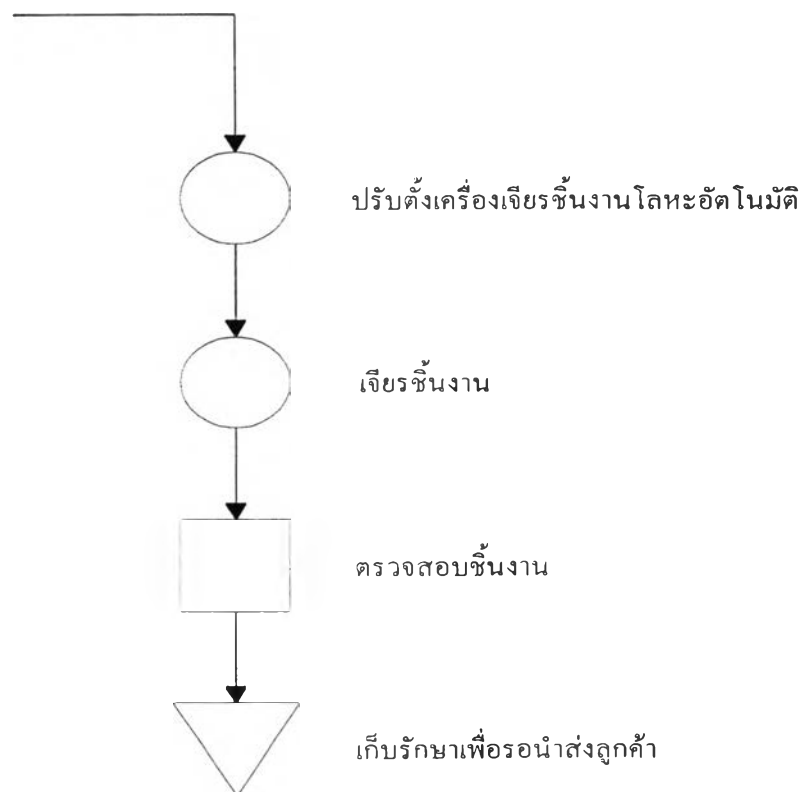 ปรับตั้งเครื่องเจียรชิ้นงานโลหะอัตโนมัติ
เจียรชิ้นงาน
ตรวจสอบชิ้นงาน
เก็บรักษาเพื่อรอนำส่งลูกค้า